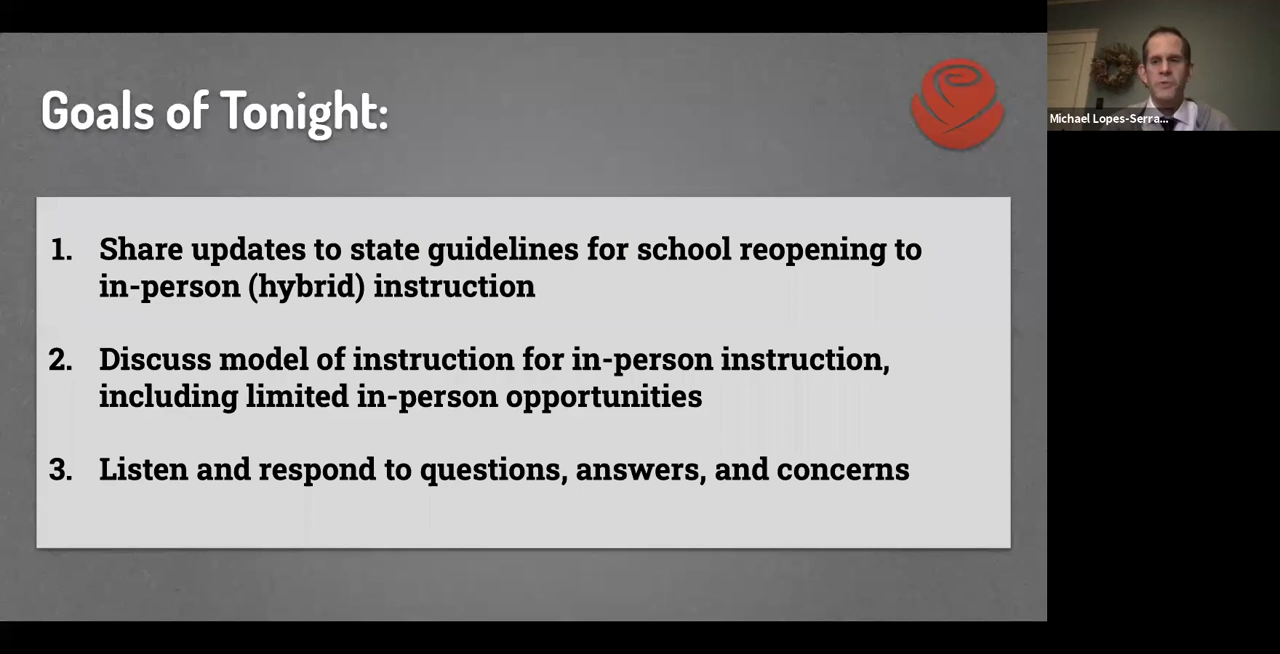 Goals of Tonight:
Michael Lopes-Serra...
1. Share updates to state guidelines for school reopening to
in-person (hybrid) instruction
2. Discuss model of instruction for in-person instruction,
including limited in-person opportunities
3. Listen and respond to questions, answers, and concerns